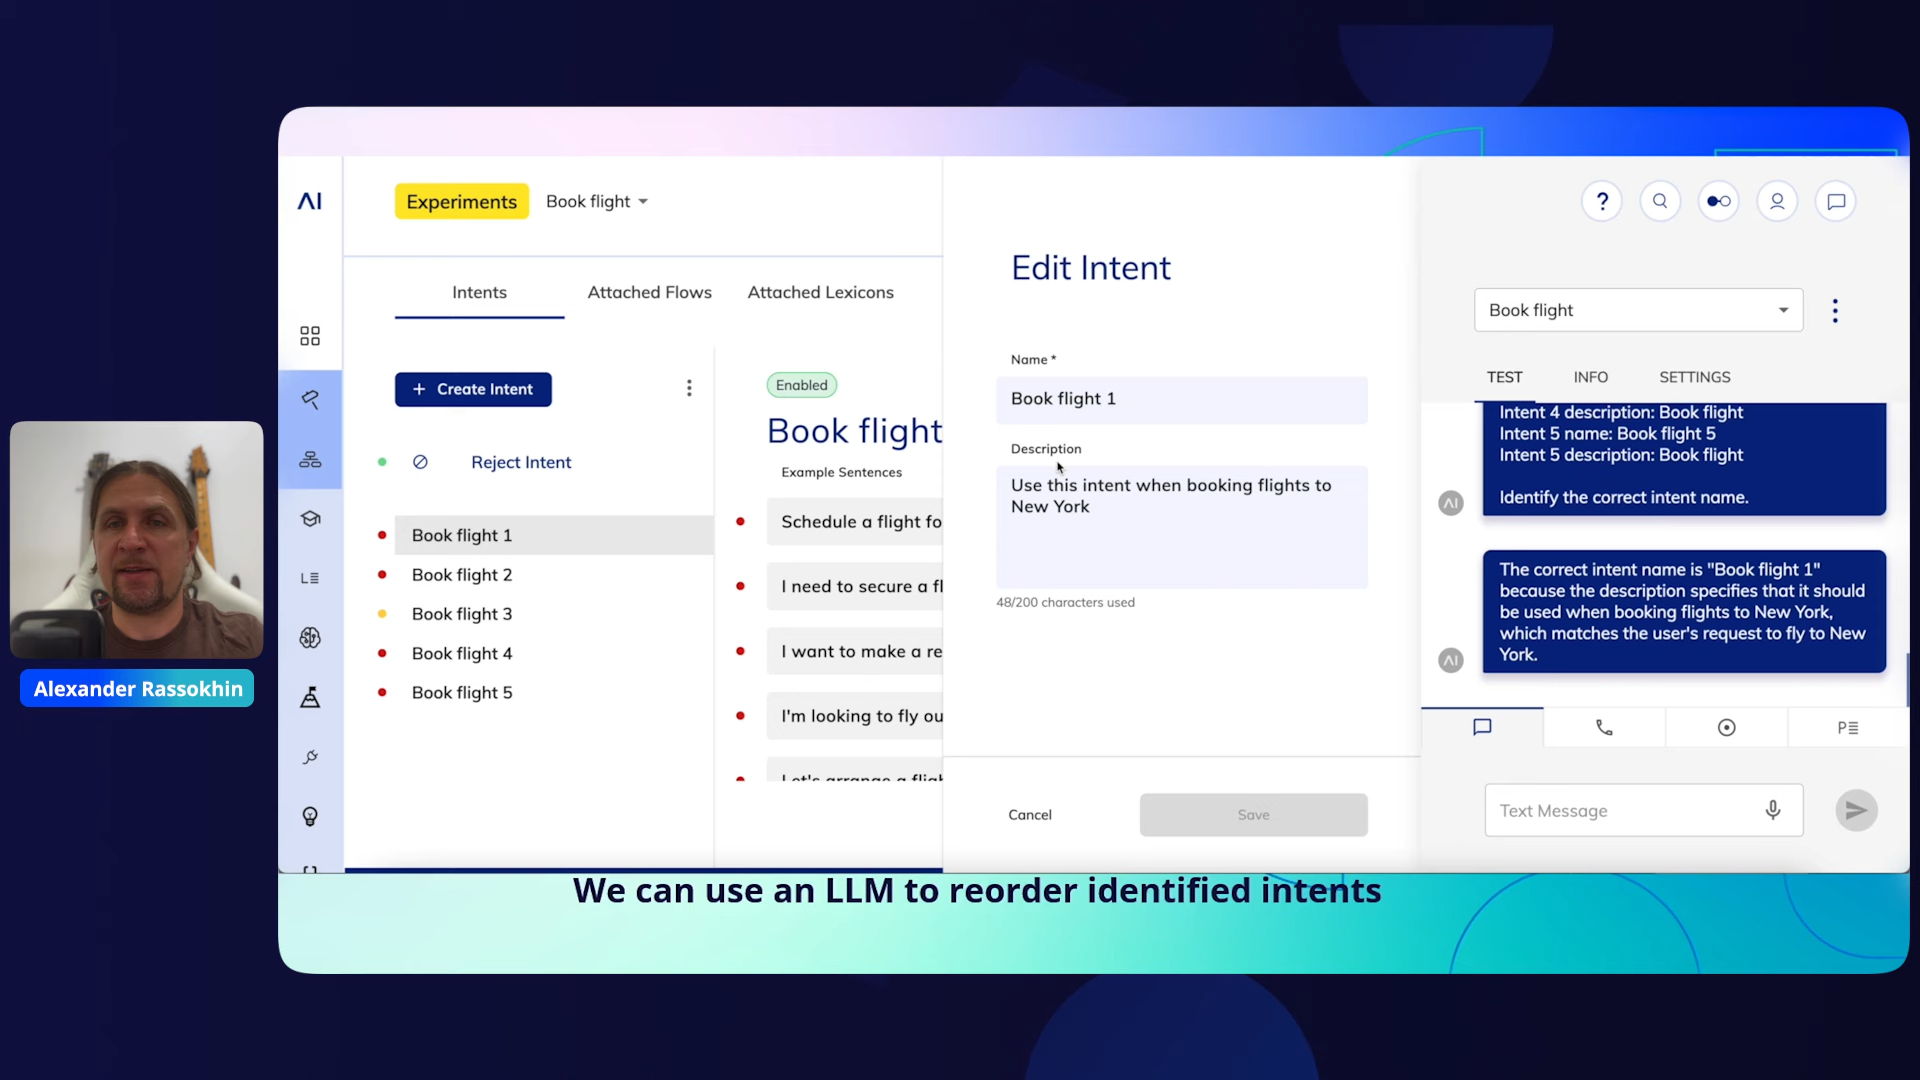 AI
Experiments
Book flight
Intents
Attached Flows
Attached Lexicons
+ Create Intent
Reject Intent
Book flight 1
Book flight 2
Book flight 3
Book flight 4
Book flight 5
Enabled
Book flight
Example Sentences
Schedule a flight fo
I need to secure a fl
I want to make a re
I'm looking to fly ou
Let's arrange a fligh
Edit Intent
Name *
Book flight 1
Description
Use this intent when booking flights to
New York
48/200 characters used
Cancel
Save
?
Book flight
TEST
INFO
SETTINGS
Intent 4 description: Book flight
Intent 5 name: Book flight 5
Intent 5 description: Book flight
Identify the correct intent name.
AI
The correct intent name is "Book flight 1"
because the description specifies that it should
be used when booking flights to New York,
which matches the user's request to fly to New
York.
AI
Text Message
Alexander Rassokhin
We can use an LLM to reorder identified intents